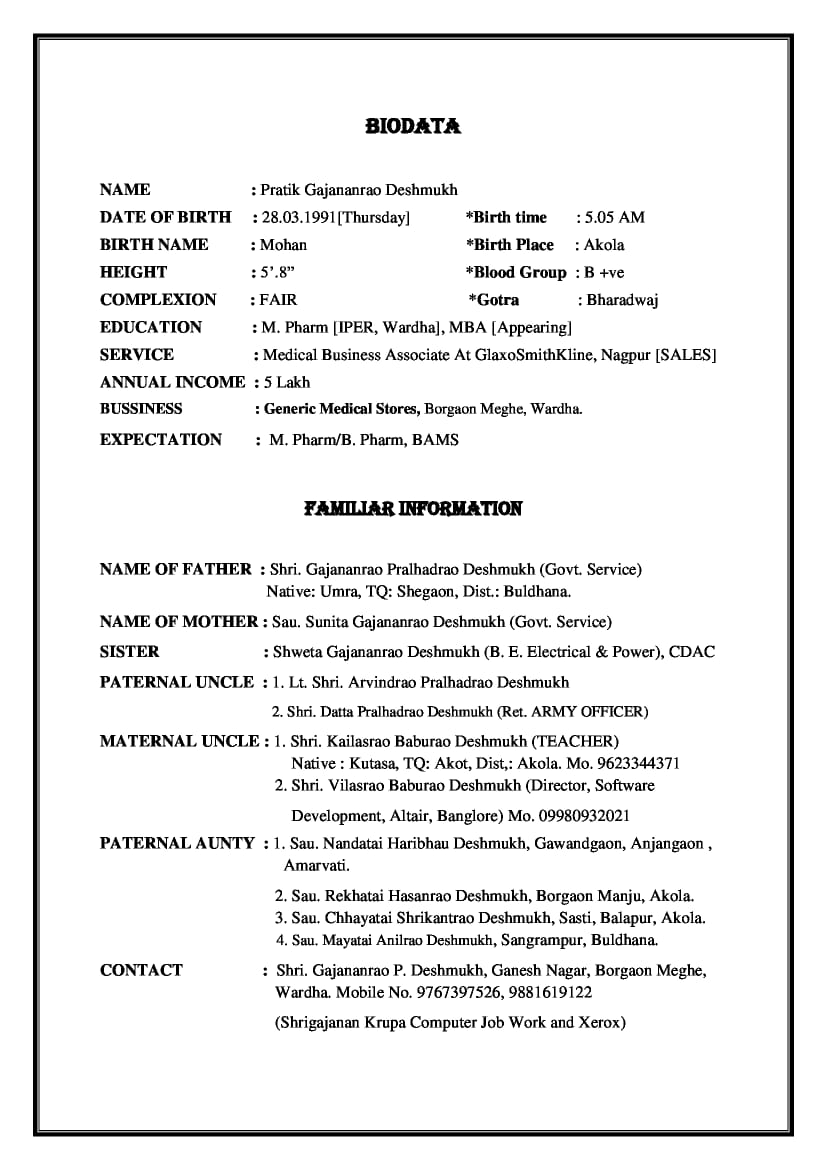 BIODATA
NAME : Pratik Gajananrao Deshmukh
DATE OF BIRTH : 28.03.1991[Thursday] *Birth time : 5.05 AM
BIRTH NAME : Mohan *Birth Place : Akola
HEIGHT : 5’.8” *Blood Group : B +ve
COMPLEXION : FAIR *Gotra : Bharadwaj
EDUCATION : M. Pharm [IPER, Wardha], MBA [Appearing]
SERVICE : Medical Business Associate At GlaxoSmithKline, Nagpur [SALES]
ANNUAL INCOME : 5 Lakh
BUSSINESS : Generic Medical Stores, Borgaon Meghe, Wardha.
EXPECTATION : M. Pharm/B. Pharm, BAMS
FAMILIAR INFORMATION
NAME OF FATHER : Shri. Gajananrao Pralhadrao Deshmukh (Govt. Service)
Native: Umra, TQ: Shegaon, Dist.: Buldhana.
NAME OF MOTHER : Sau. Sunita Gajananrao Deshmukh (Govt. Service)
SISTER : Shweta Gajananrao Deshmukh (B. E. Electrical & Power), CDAC
PATERNAL UNCLE : 1. Lt. Shri. Arvindrao Pralhadrao Deshmukh
2. Shri. Datta Pralhadrao Deshmukh (Ret. ARMY OFFICER)
MATERNAL UNCLE : 1. Shri. Kailasrao Baburao Deshmukh (TEACHER)
Native : Kutasa, TQ: Akot, Dist,: Akola. Mo. 9623344371
2. Shri. Vilasrao Baburao Deshmukh (Director, Software
Development, Altair, Banglore) Mo. 09980932021
PATERNAL AUNTY : 1. Sau. Nandatai Haribhau Deshmukh, Gawandgaon, Anjangaon ,
Amarvati.
2. Sau. Rekhatai Hasanrao Deshmukh, Borgaon Manju, Akola.
3. Sau. Chhayatai Shrikantrao Deshmukh, Sasti, Balapur, Akola.
4. Sau. Mayatai Anilrao Deshmukh, Sangrampur, Buldhana.
CONTACT : Shri. Gajananrao P. Deshmukh, Ganesh Nagar, Borgaon Meghe,
Wardha. Mobile No. 9767397526, 9881619122
(Shrigajanan Krupa Computer Job Work and Xerox)